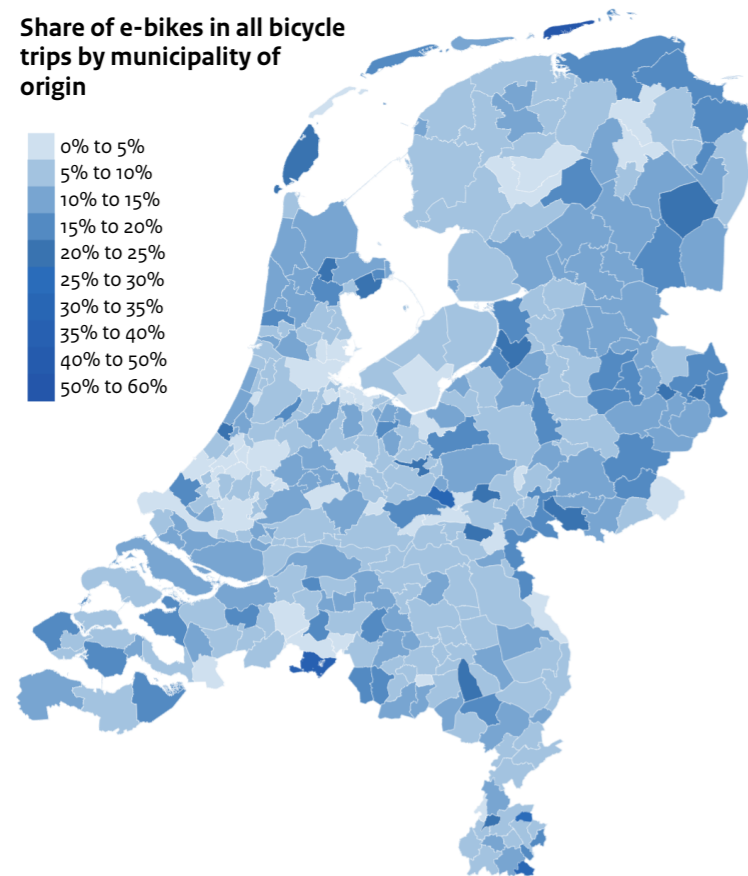 Share of e-bikes in all bicycle
trips by municipality of
origin
0% to 5%
5% to 10%
10% to 15%
15% to 20%
20% to 25%
25% to 30%
30% to 35%
35% to 40%
40% to 50%
50% to 60%